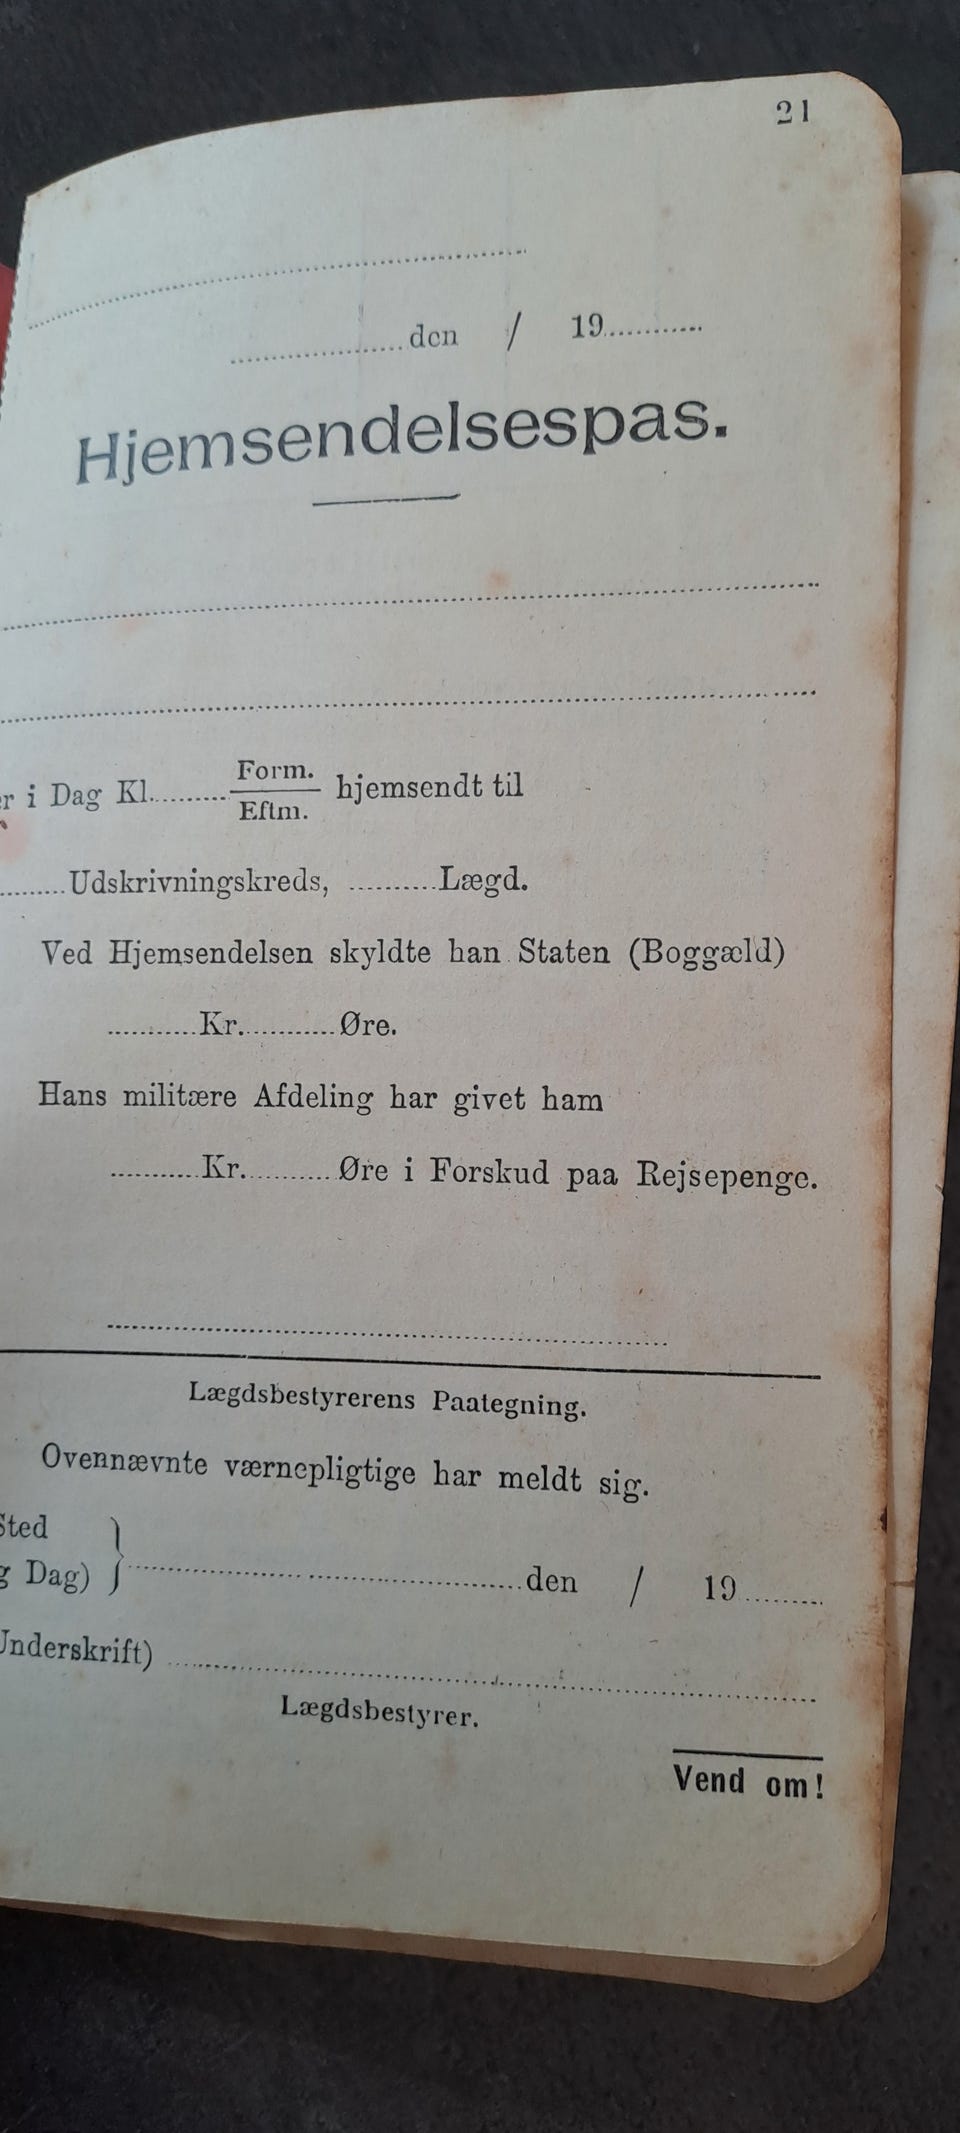 21
den / 19
Hjemsendelsespas.
r i Dag Kl. Form. / Eftm. hjemsendt til
Udskrivningskreds, Lægd.
Ved Hjemsendelsen skyldte han Staten (Boggæld)
Kr. Øre.
Hans militære Afdeling har givet ham
Kr. Øre i Forskud paa Rejsepenge.
Lægdsbestyrerens Paategning.
Ovennævnte værnepligtige har meldt sig.
Sted
g Dag) } den / 19
Underskrift)
Lægdsbestyrer.
Vend om!